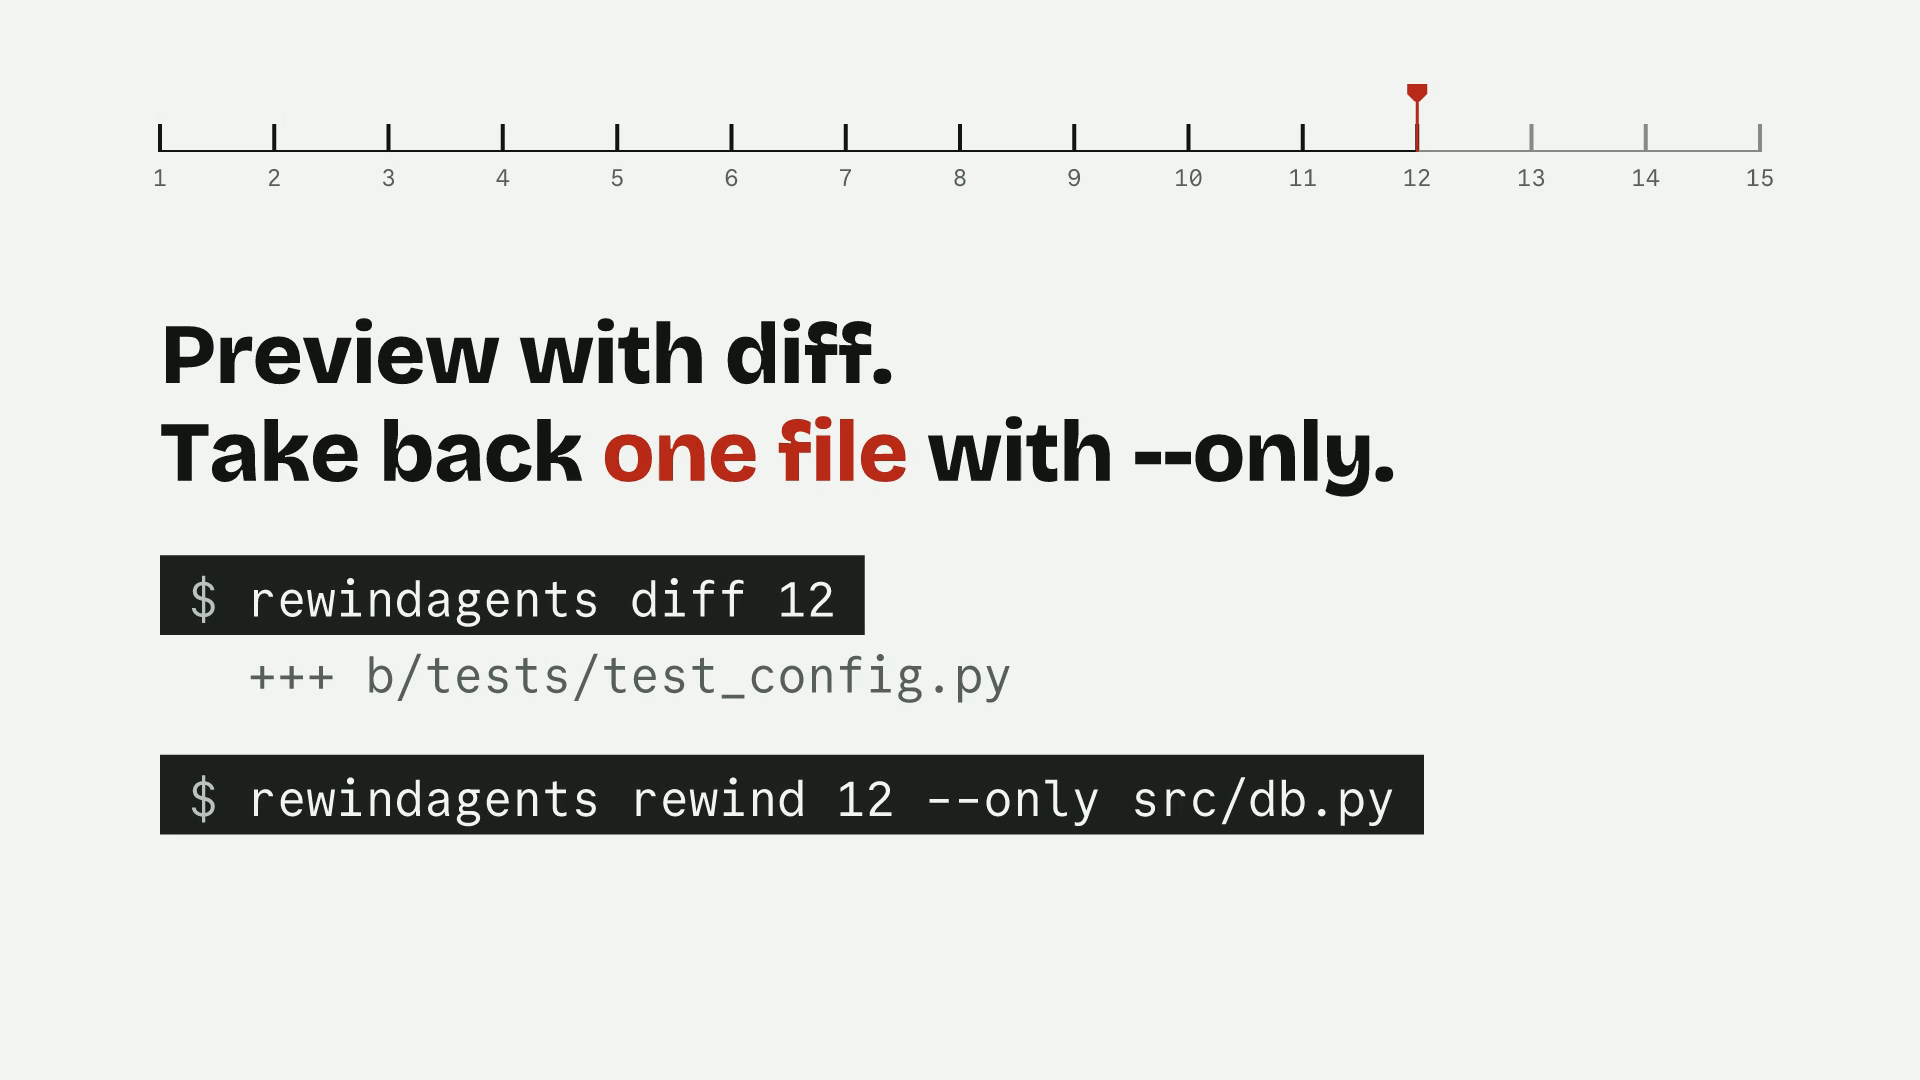 1 2 3 4 5 6 7 8 9 10 11 12 13 14 15
Preview with diff.
Take back one file with --only.
$ rewindagents diff 12
+++ b/tests/test_config.py
$ rewindagents rewind 12 --only src/db.py